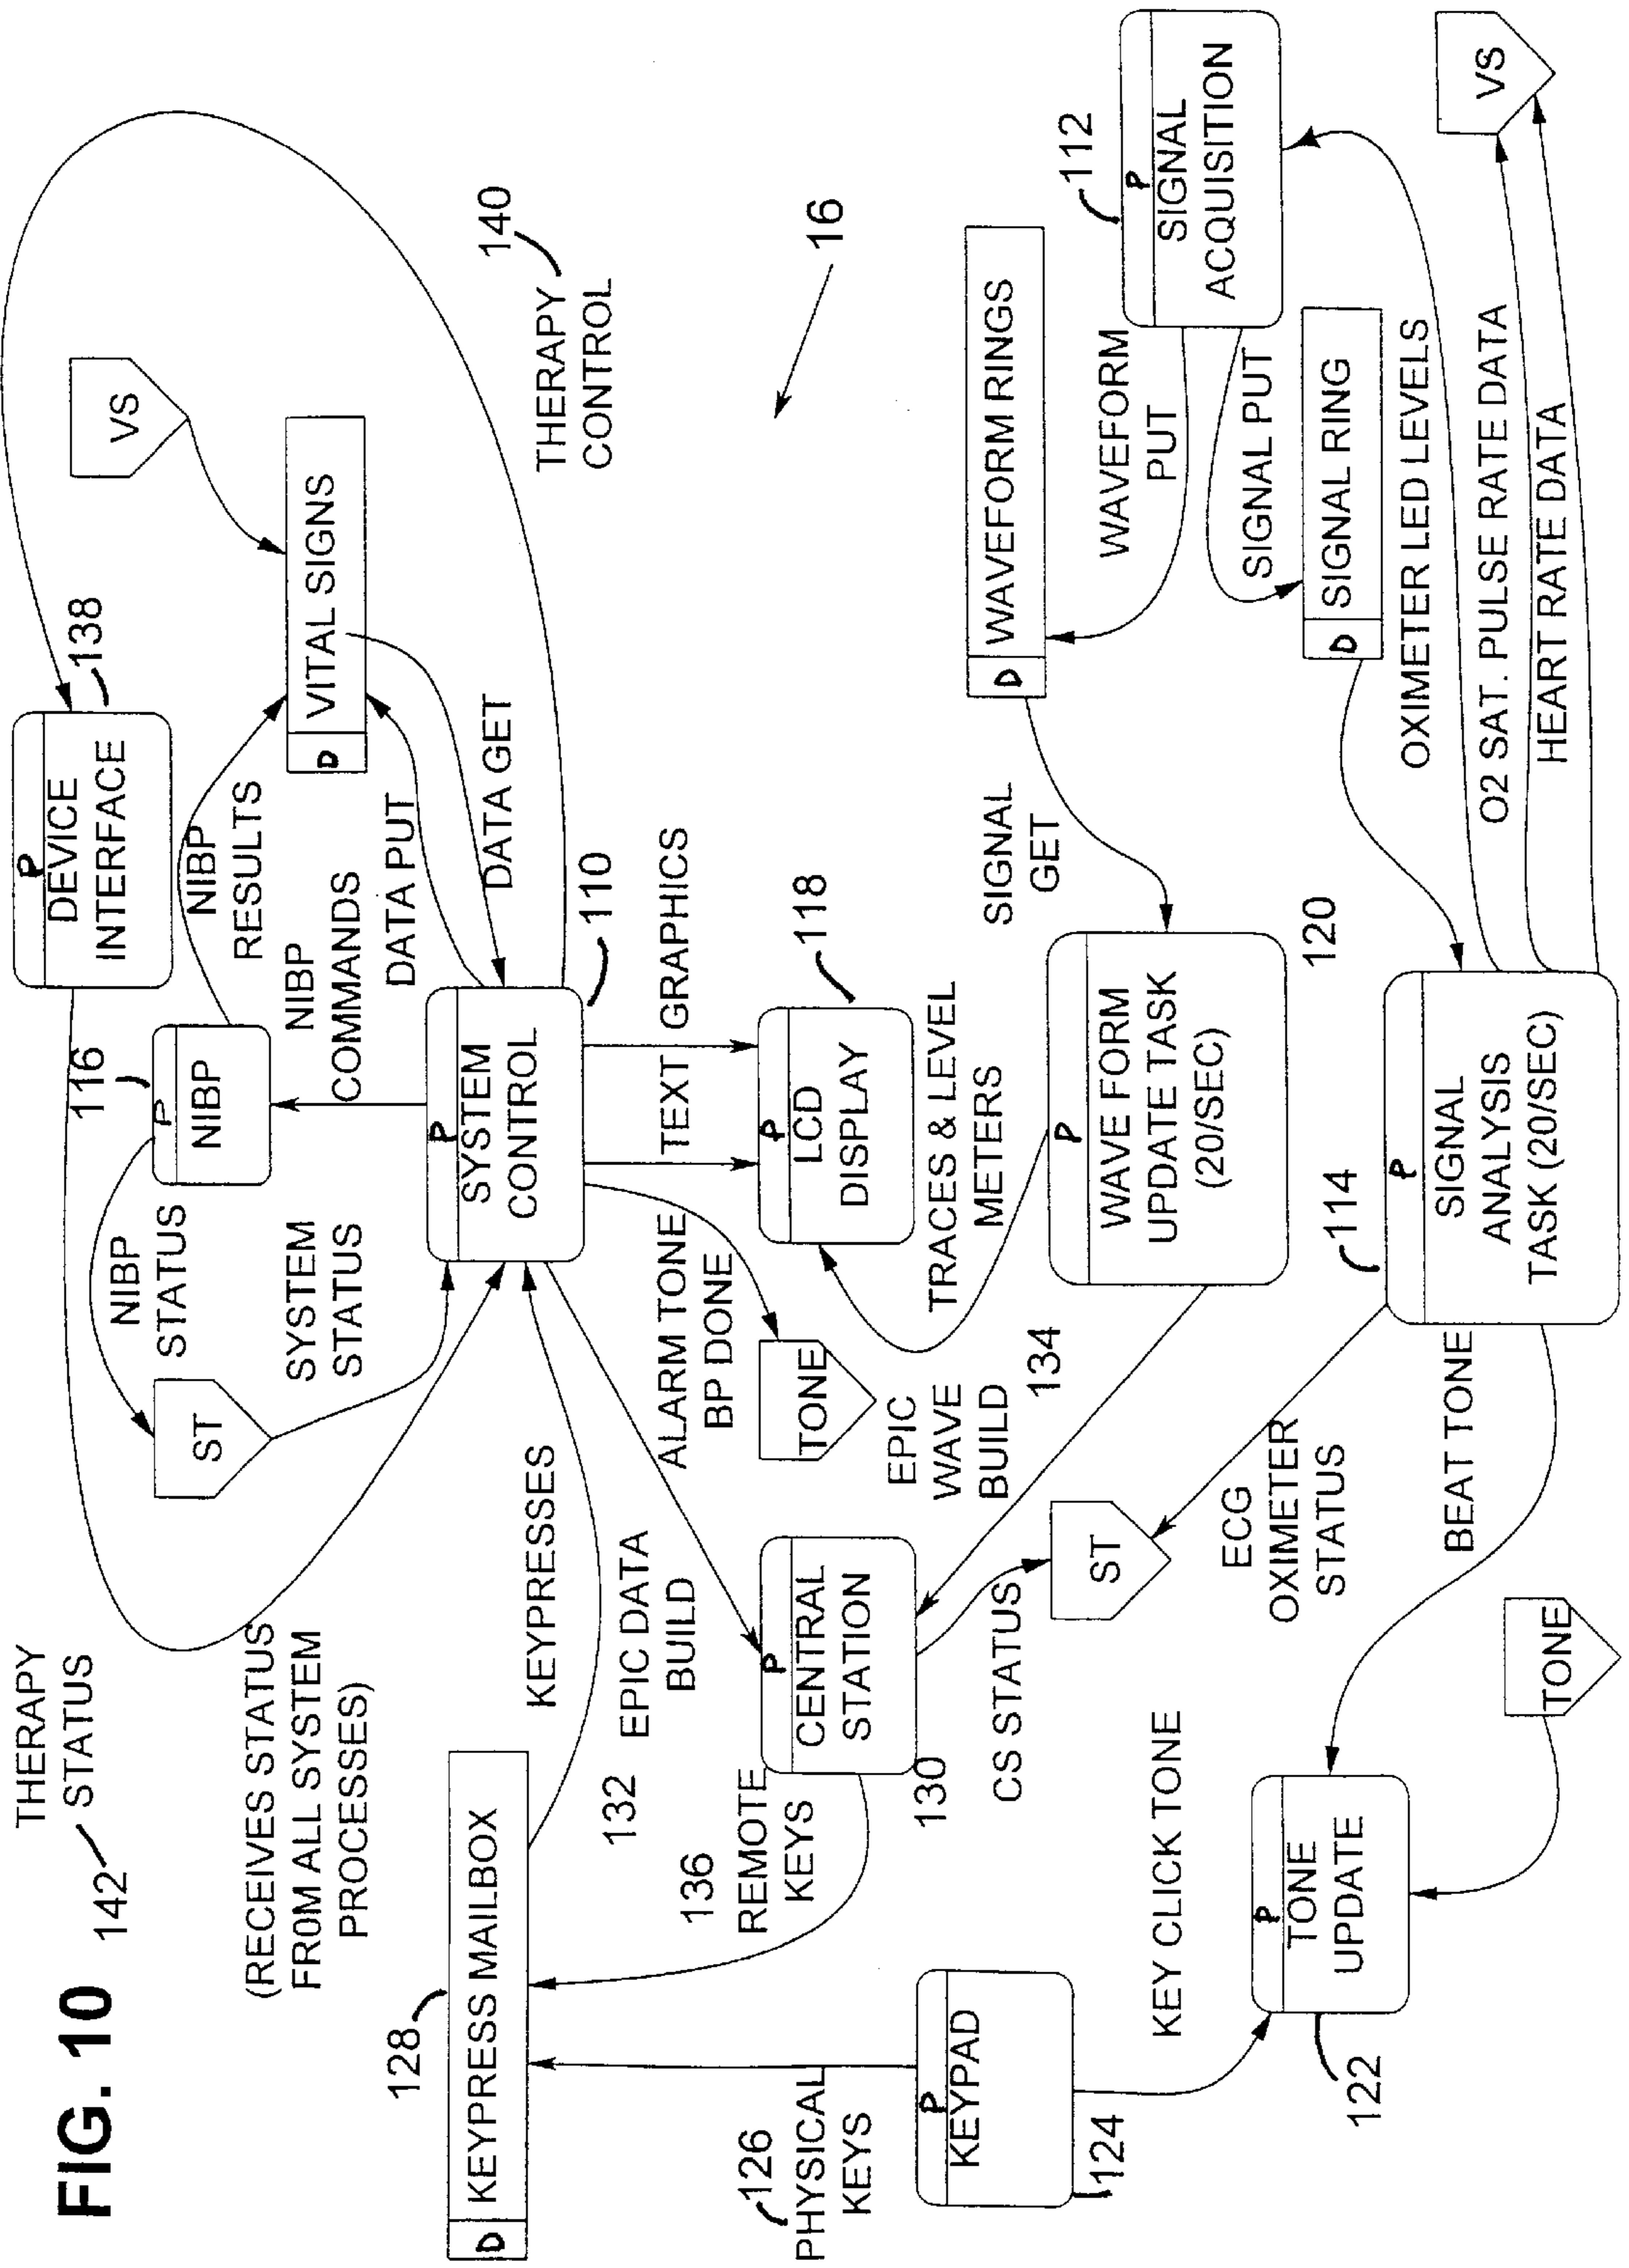 FIG. 10
THERAPY
STATUS
142
(RECEIVES STATUS
FROM ALL SYSTEM
PROCESSES)
P
DEVICE
INTERFACE
138
116
P
NIBP
NIBP
STATUS
ST
SYSTEM
STATUS
NIBP
RESULTS
NIBP
COMMANDS
VS
D
VITAL SIGNS
DATA PUT
DATA GET
THERAPY
CONTROL
140
128
D
KEYPRESS MAILBOX
KEYPRESSES
P
SYSTEM
CONTROL
110
132
EPIC DATA
BUILD
ALARM TONE
BP DONE
TEXT
GRAPHICS
136
REMOTE
KEYS
P
CENTRAL
STATION
130
TONE
P
LCD
DISPLAY
118
16
126
PHYSICAL
KEYS
P
KEYPAD
124
CS STATUS
EPIC
WAVE
BUILD
134
TRACES & LEVEL
METERS
SIGNAL
GET
D
WAVEFORM RINGS
ST
P
WAVE FORM
UPDATE TASK
(20/SEC)
120
WAVEFORM
PUT
112
P
SIGNAL
ACQUISITION
KEY CLICK TONE
ECG
OXIMETER
STATUS
114
SIGNAL PUT
D
SIGNAL RING
P
TONE
UPDATE
122
BEAT TONE
P
SIGNAL
ANALYSIS
TASK (20/SEC)
OXIMETER LED LEVELS
O2 SAT. PULSE RATE DATA
HEART RATE DATA
VS
TONE